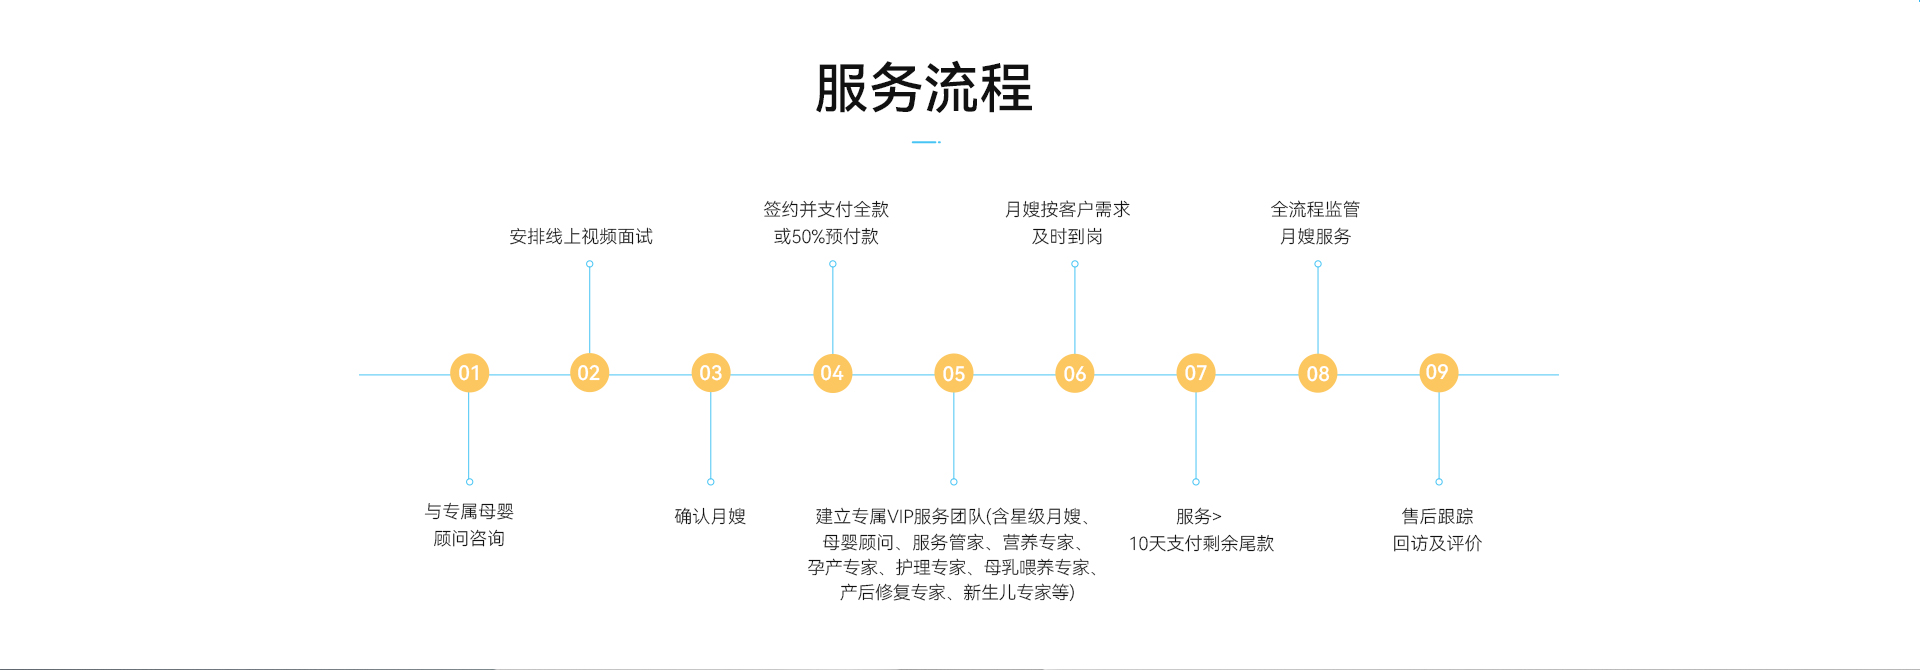 服务流程
01
与专属母婴
顾问咨询
02
安排线上视频面试
03
确认月嫂
04
签约并支付全款
或50%预付款
05
建立专属VIP服务团队(含星级月嫂、
母婴顾问、服务管家、营养专家、
孕产专家、护理专家、母乳喂养专家、
产后修复专家、新生儿专家等)
06
月嫂按客户需求
及时到岗
07
服务>
10天支付剩余尾款
08
全流程监管
月嫂服务
09
售后跟踪
回访及评价